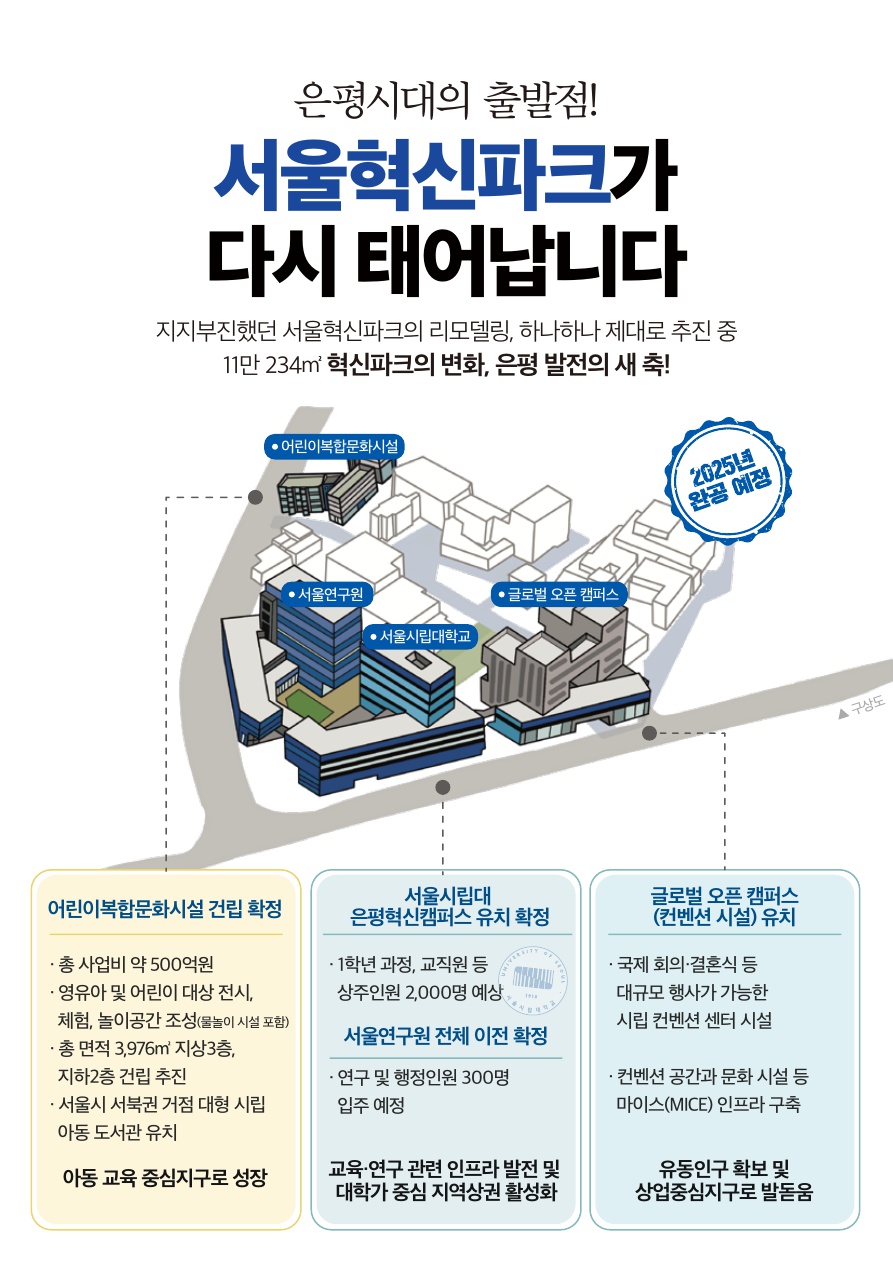 은평시대의 출발점!
서울혁신파크가
다시 태어납니다
지지부진했던 서울혁신파크의 리모델링, 하나하나 제대로 추진 중
11만 234㎡ 혁신파크의 변화, 은평 발전의 새 축!
• 어린이복합문화시설
2025년
완공 예정
• 서울연구원
• 글로벌 오픈 캠퍼스
• 서울시립대학교
▲ 구상도
어린이복합문화시설 건립 확정
· 총 사업비 약 500억원
· 영유아 및 어린이 대상 전시,
체험, 놀이공간 조성(물놀이 시설 포함)
· 총 면적 3,976㎡ 지상3층,
지하2층 건립 추진
· 서울시 서북권 거점 대형 시립
아동 도서관 유치
아동 교육 중심지구로 성장
서울시립대
은평혁신캠퍼스 유치 확정
· 1학년 과정, 교직원 등
상주인원 2,000명 예상
UNIVERSITY OF SEOUL
1918
서울시립대학교
서울연구원 전체 이전 확정
· 연구 및 행정인원 300명
입주 예정
교육·연구 관련 인프라 발전 및
대학가 중심 지역상권 활성화
글로벌 오픈 캠퍼스
(컨벤션 시설) 유치
· 국제 회의·결혼식 등
대규모 행사가 가능한
시립 컨벤션 센터 시설
· 컨벤션 공간과 문화 시설 등
마이스(MICE) 인프라 구축
유동인구 확보 및
상업중심지구로 발돋움